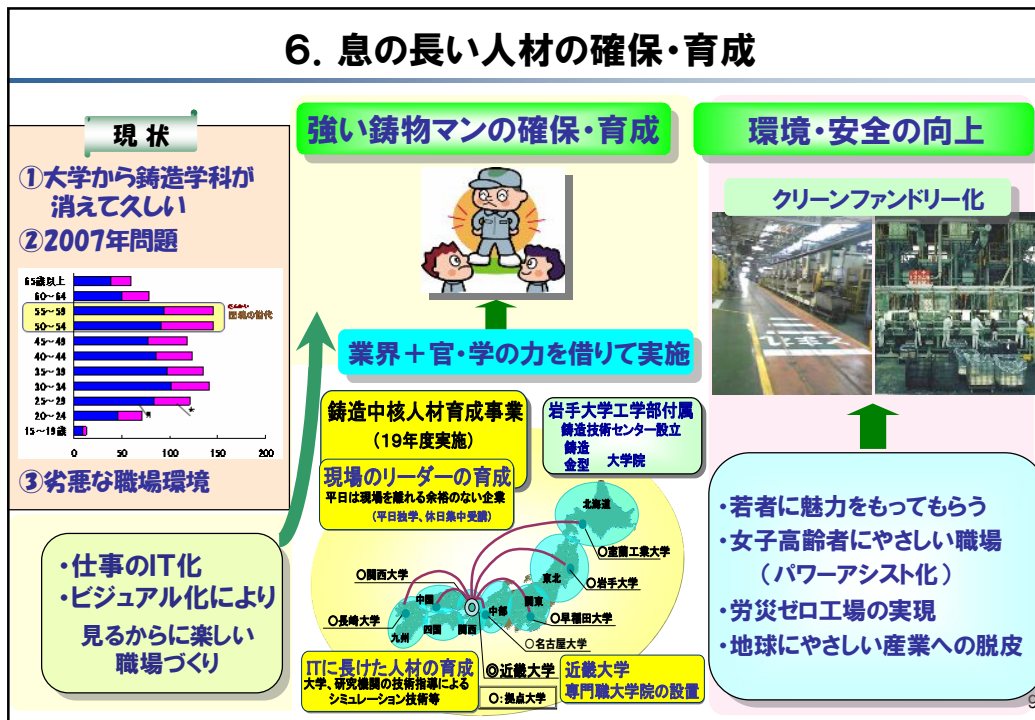 6. 息の長い人材の確保・育成
現 状
①大学から鋳造学科が
消えて久しい
②2007年問題
65歳以上
60～64
55～59
50～54
団塊の世代
45～49
40～44
35～39
30～34
25～29
20～24
15～19歳
男
女
0 50 100 150 200
③劣悪な職場環境
・仕事のIT化
・ビジュアル化により
見るからに楽しい
職場づくり
強い鋳物マンの確保・育成
業界＋官・学の力を借りて実施
鋳造中核人材育成事業
（19年度実施）
現場のリーダーの育成
平日は現場を離れる余裕のない企業
（平日独学、休日集中受講）
岩手大学工学部付属
鋳造技術センター設立
鋳造
金型 大学院
北海道
○室蘭工業大学
東北
○岩手大学
○関西大学
中国
○長崎大学
九州
四国
関西
中部
関東
○早稲田大学
○名古屋大学
◎近畿大学
○：拠点大学
ITに長けた人材の育成
大学、研究機関の技術指導による
シミュレーション技術等
近畿大学
専門職大学院の設置
環境・安全の向上
クリーンファンドリー化
・若者に魅力をもってもらう
・女子高齢者にやさしい職場
（パワーアシスト化）
・労災ゼロ工場の実現
・地球にやさしい産業への脱皮